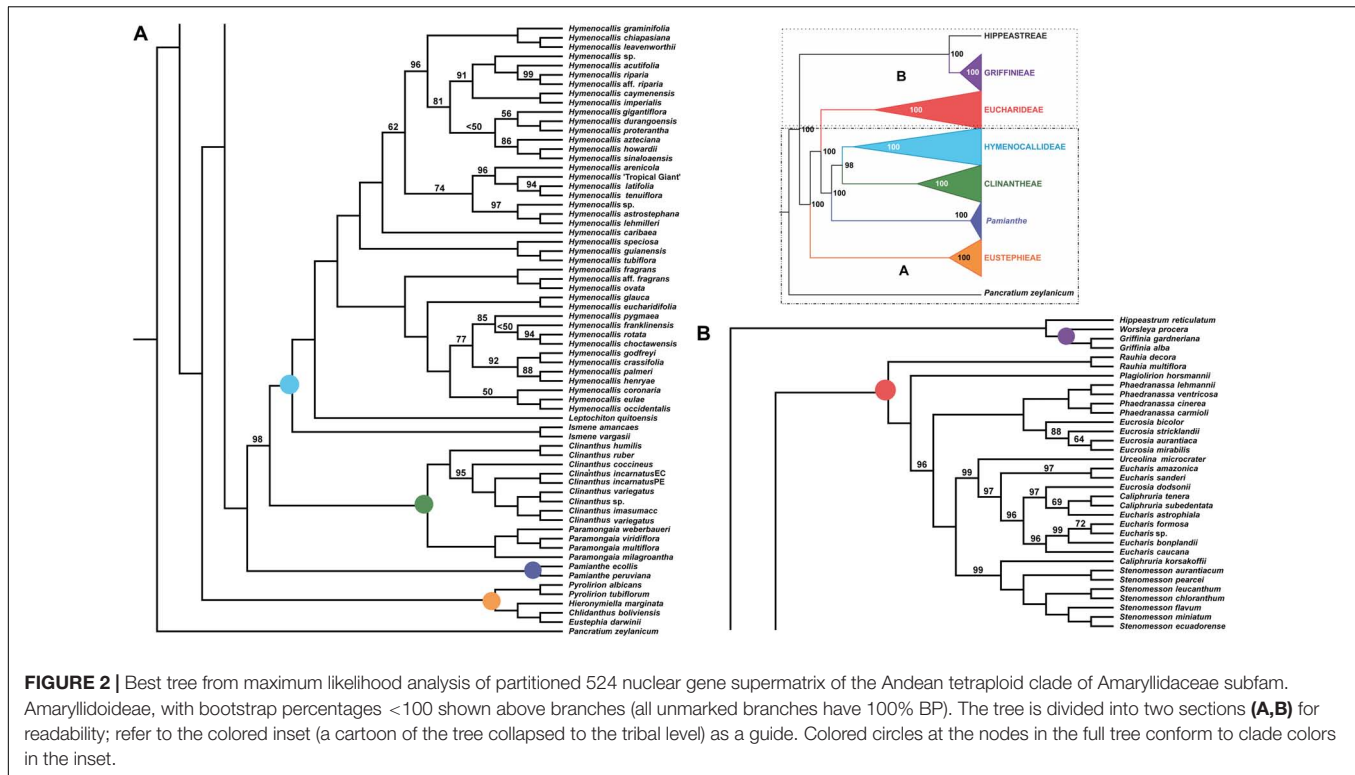 A
Hymenocallis graminifolia
Hymenocallis chiapasiana
Hymenocallis leavenworthii
Hymenocallis sp.
Hymenocallis acutifolia
Hymenocallis riparia
Hymenocallis aff. riparia
Hymenocallis caymenensis
Hymenocallis imperialis
Hymenocallis gigantiflora
Hymenocallis durangoensis
Hymenocallis proterantha
Hymenocallis azteciana
Hymenocallis howardii
Hymenocallis sinaloaensis
Hymenocallis arenicola
Hymenocallis 'Tropical Giant'
Hymenocallis latifolia
Hymenocallis tenuiflora
Hymenocallis sp.
Hymenocallis astrostephana
Hymenocallis lehmilleri
Hymenocallis caribaea
Hymenocallis speciosa
Hymenocallis guianensis
Hymenocallis tubiflora
Hymenocallis fragrans
Hymenocallis aff. fragrans
Hymenocallis ovata
Hymenocallis glauca
Hymenocallis eucharidifolia
Hymenocallis pygmaea
Hymenocallis franklinensis
Hymenocallis rotata
Hymenocallis choctawensis
Hymenocallis godfreyi
Hymenocallis crassifolia
Hymenocallis palmeri
Hymenocallis henryae
Hymenocallis coronaria
Hymenocallis eulae
Hymenocallis occidentalis
Leptochiton quitoensis
Ismene amancaes
Ismene vargasii
Clinanthus humilis
Clinanthus ruber
Clinanthus coccineus
Clinanthus incarnatusEC
Clinanthus incarnatusPE
Clinanthus variegatus
Clinanthus sp.
Clinanthus imasumacc
Clinanthus variegatus
Paramongaia weberbaueri
Paramongaia viridiflora
Paramongaia multiflora
Paramongaia milagroantha
Pamianthe ecollis
Pamianthe peruviana
Pyrolirion albicans
Pyrolirion tubiflorum
Hieronymiella marginata
Chlidanthus boliviensis
Eustephia darwinii
Pancratium zeylanicum
96
91
99
81
56
<50
86
62
96
94
74
97
85
<50
94
77
92
88
50
98
95
HIPPEASTREAE
100
B
100
GRIFFINIEAE
100
EUCHARIDEAE
100
100
100
HYMENOCALLIDEAE
98
100
CLINANTHEAE
100
100
Pamianthe
100
100
EUSTEPHIEAE
A
Pancratium zeylanicum
B
Hippeastrum reticulatum
Worsleya procera
Griffinia gardneriana
Griffinia alba
Rauhia decora
Rauhia multiflora
Plagiolirion horsmannii
Phaedranassa lehmannii
Phaedranassa ventricosa
Phaedranassa cinerea
Phaedranassa carmioli
Eucrosia bicolor
Eucrosia stricklandii
Eucrosia aurantiaca
Eucrosia mirabilis
Urceolina microcrater
Eucharis amazonica
Eucharis sanderi
Eucrosia dodsonii
Caliphruria tenera
Caliphruria subedentata
Eucharis astrophiala
Eucharis formosa
Eucharis sp.
Eucharis bonplandii
Eucharis caucana
Caliphruria korsakoffii
Stenomesson aurantiacum
Stenomesson pearcei
Stenomesson leucanthum
Stenomesson chloranthum
Stenomesson flavum
Stenomesson miniatum
Stenomesson ecuadorense
88
64
96
99
97
97
97
69
96
72
99
96
99
FIGURE 2 | Best tree from maximum likelihood analysis of partitioned 524 nuclear gene supermatrix of the Andean tetraploid clade of Amaryllidaceae subfam.
Amaryllidoideae, with bootstrap percentages <100 shown above branches (all unmarked branches have 100% BP). The tree is divided into two sections (A,B) for
readability; refer to the colored inset (a cartoon of the tree collapsed to the tribal level) as a guide. Colored circles at the nodes in the full tree conform to clade colors
in the inset.